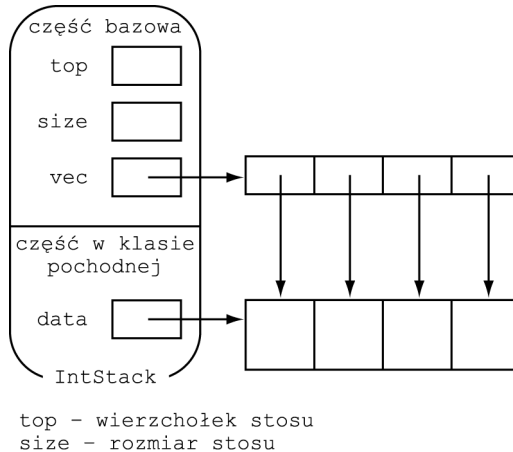 część bazowa
top
size
vec
część w klasie
pochodnej
data
IntStack
top – wierzchołek stosu
size – rozmiar stosu